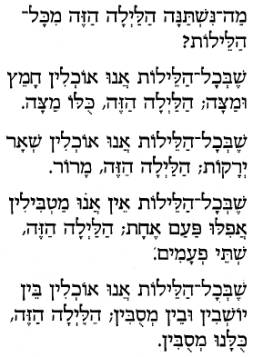 מַה־נִּשְׁתַּנָּה הַלַּיְלָה הַזֶּה מִכָּל־
הַלֵּילוֹת?
שֶׁבְּכָל־הַלֵּילוֹת אָנוּ אוֹכְלִין חָמֵץ
וּמַצָּה; הַלַּיְלָה הַזֶּה, כֻּלּוֹ מַצָּה.
שֶׁבְּכָל־הַלֵּילוֹת אָנוּ אוֹכְלִין שְׁאָר
יְרָקוֹת; הַלַּיְלָה הַזֶּה, מָרוֹר.
שֶׁבְּכָל־הַלֵּילוֹת אֵין אָנוּ מַטְבִּילִין
אֲפִלּוּ פַּעַם אֶחָת; הַלַּיְלָה הַזֶּה,
שְׁתֵּי פְעָמִים.
שֶׁבְּכָל־הַלֵּילוֹת אָנוּ אוֹכְלִין בֵּין
יוֹשְׁבִין וּבֵין מְסֻבִּין; הַלַּיְלָה הַזֶּה,
כֻּלָּנוּ מְסֻבִּין.